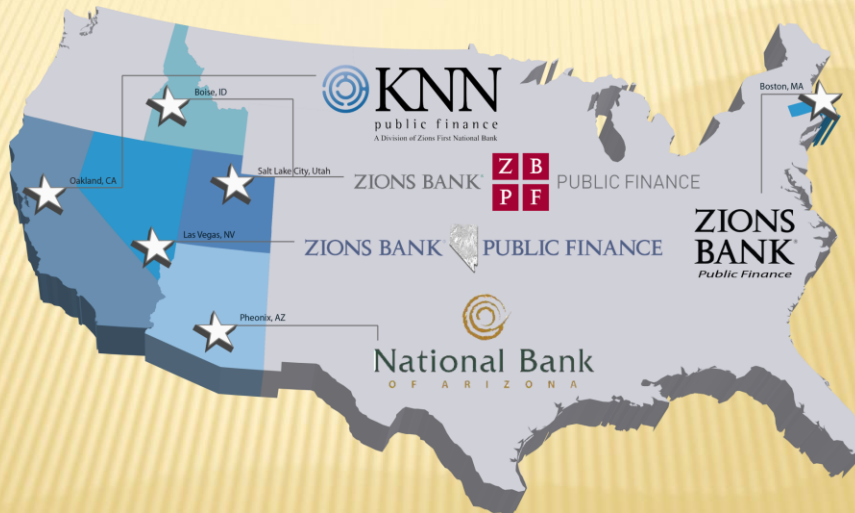 KNN
public finance
A Division of Zions First National Bank
Boise, ID
Boston, MA
Oakland, CA
Salt Lake City, Utah
ZIONS BANK® Z B P F PUBLIC FINANCE
Las Vegas, NV
ZIONS BANK® PUBLIC FINANCE
ZIONS
BANK®
Public Finance
Pheonix, AZ
National Bank
OF ARIZONA